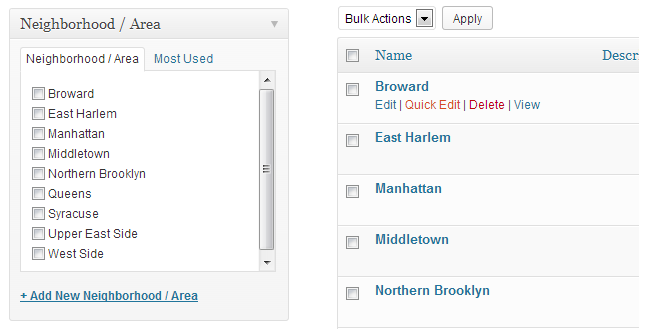 Neighborhood / Area
Neighborhood / Area Most Used
Broward
East Harlem
Manhattan
Middletown
Northern Brooklyn
Queens
Syracuse
Upper East Side
West Side
+ Add New Neighborhood / Area
Bulk Actions Apply
Name Descri
Broward
Edit | Quick Edit | Delete | View
East Harlem
Manhattan
Middletown
Northern Brooklyn